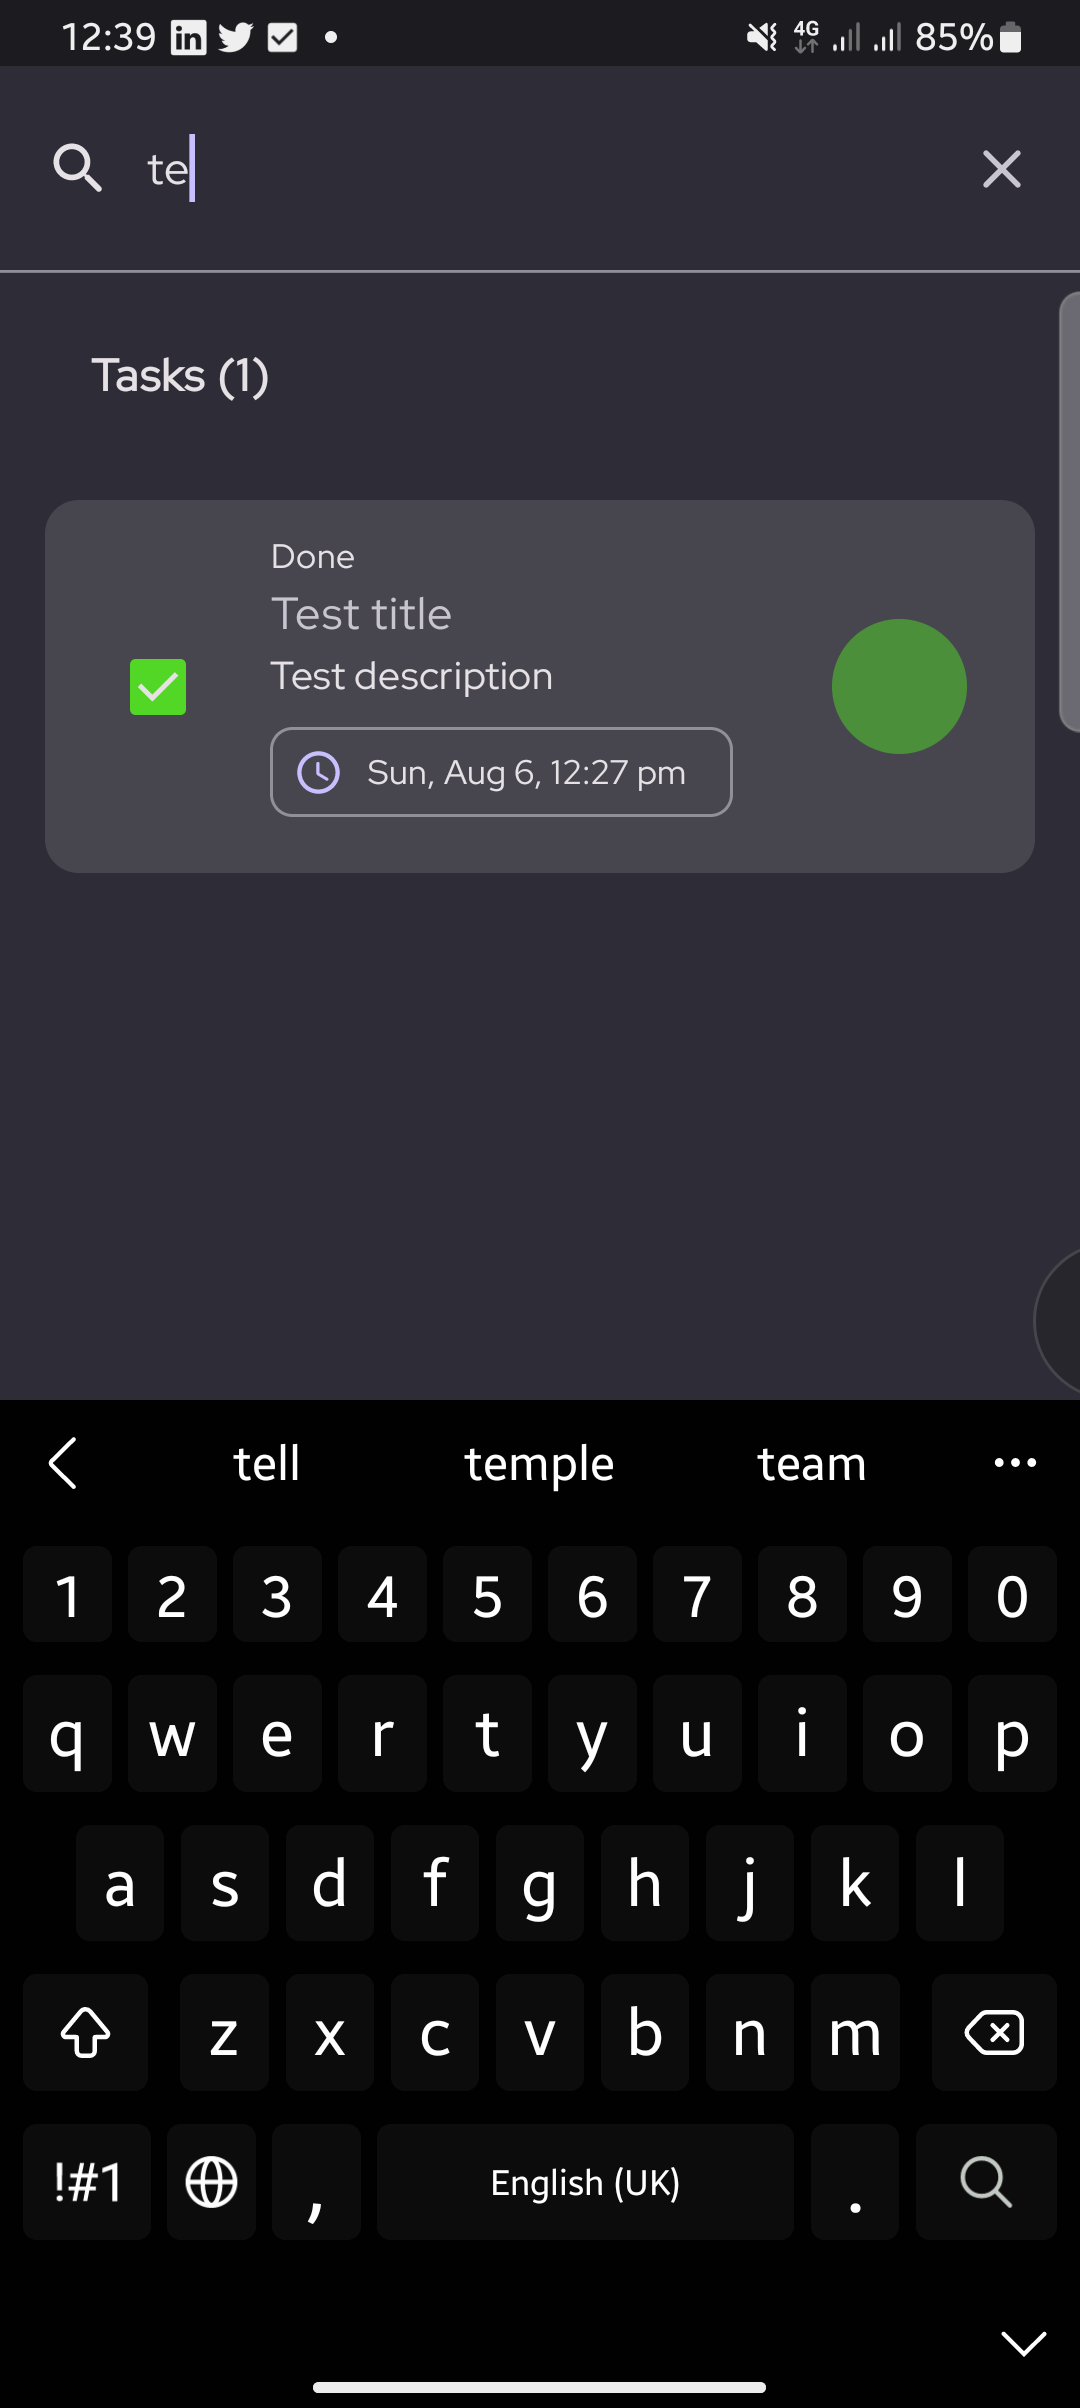 12:39 in 4G 85%
te
Tasks (1)
Done
Test title
Test description
Sun, Aug 6, 12:27 pm
tell temple team
1 2 3 4 5 6 7 8 9 0
q w e r t y u i o p
a s d f g h j k l
z x c v b n m
!#1 , English (UK) .